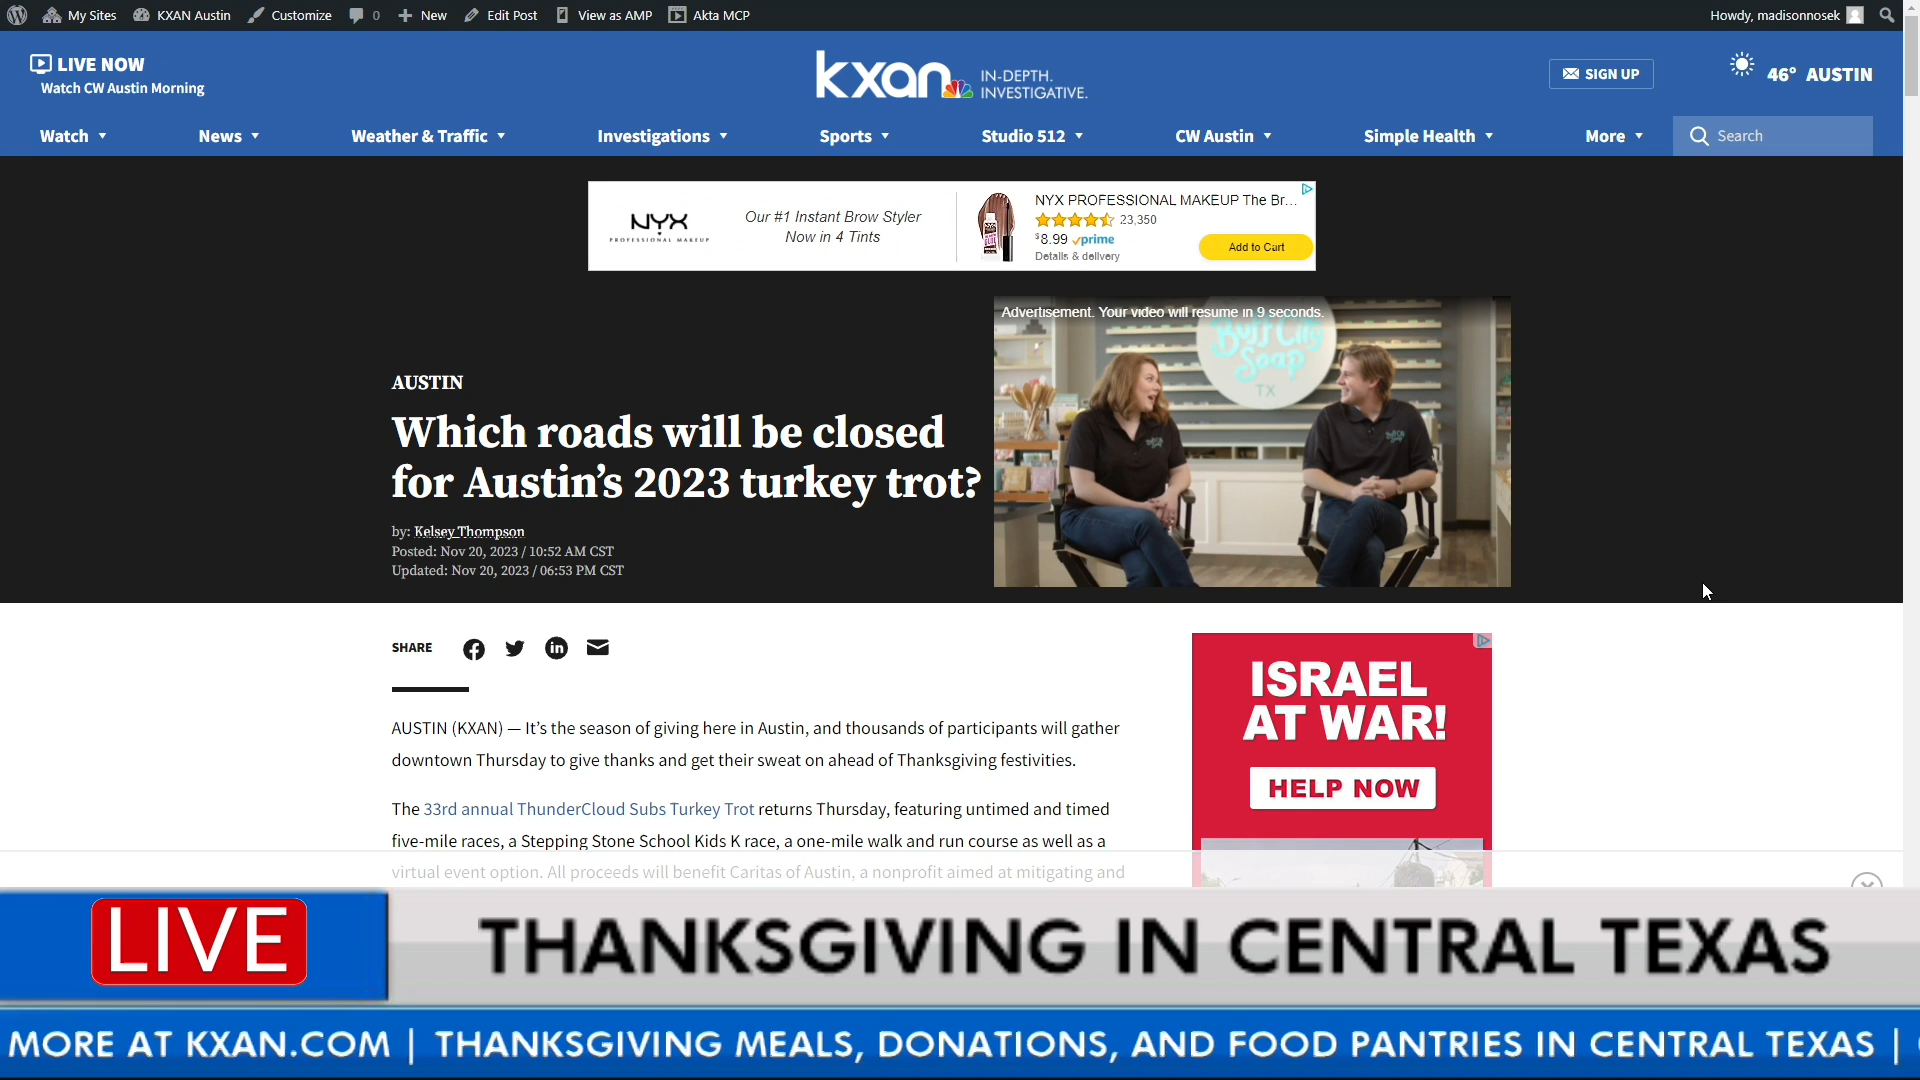 My Sites KXAN Austin Customize 0 New Edit Post View as AMP Akta MCP Howdy, madisonnosek
LIVE NOW
Watch CW Austin Morning
kxan IN-DEPTH. INVESTIGATIVE.
SIGN UP
46° AUSTIN
Watch News Weather & Traffic Investigations Sports Studio 512 CW Austin Simple Health More Search
NYX
PROFESSIONAL MAKEUP
Our #1 Instant Brow Styler
Now in 4 Tints
NYX PROFESSIONAL MAKEUP The Br...
23,350
$8.99 prime
Details & delivery
Add to Cart
Advertisement. Your video will resume in 9 seconds.
Buff City
Soap
TX
AUSTIN
Which roads will be closed
for Austin's 2023 turkey trot?
by: Kelsey Thompson
Posted: Nov 20, 2023 / 10:52 AM CST
Updated: Nov 20, 2023 / 06:53 PM CST
SHARE
AUSTIN (KXAN) — It's the season of giving here in Austin, and thousands of participants will gather
downtown Thursday to give thanks and get their sweat on ahead of Thanksgiving festivities.
The 33rd annual ThunderCloud Subs Turkey Trot returns Thursday, featuring untimed and timed
five-mile races, a Stepping Stone School Kids K race, a one-mile walk and run course as well as a
virtual event option. All proceeds will benefit Caritas of Austin, a nonprofit aimed at mitigating and
ISRAEL
AT WAR!
HELP NOW
LIVE
THANKSGIVING IN CENTRAL TEXAS
MORE AT KXAN.COM | THANKSGIVING MEALS, DONATIONS, AND FOOD PANTRIES IN CENTRAL TEXAS |